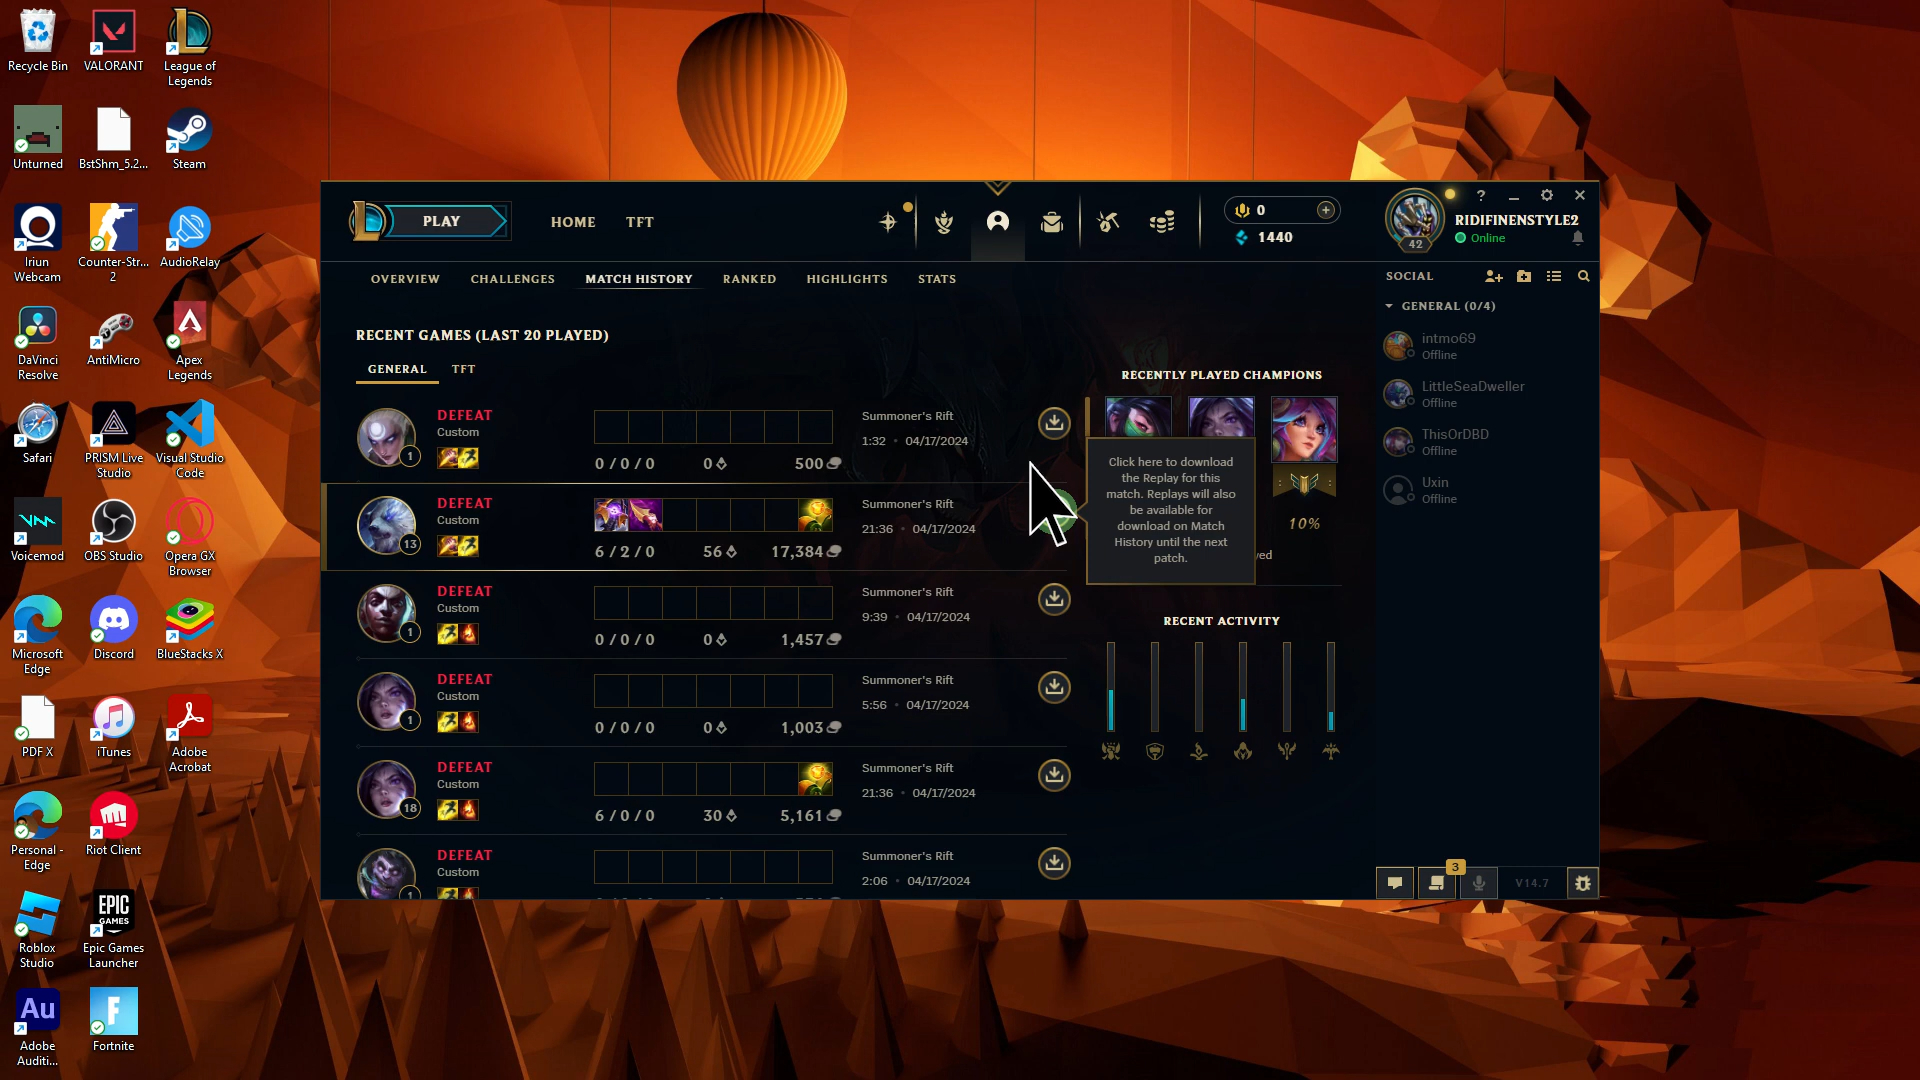 Recycle Bin
VALORANT
League of
Legends
Unturned
BstShm_5.2...
Steam
Iriun
Webcam
Counter-Str...
2
AudioRelay
DaVinci
Resolve
AntiMicro
Apex
Legends
Safari
PRISM Live
Studio
Visual Studio
Code
Voicemod
OBS Studio
Opera GX
Browser
Microsoft
Edge
Discord
BlueStacks X
PDF X
iTunes
Adobe
Acrobat
Personal -
Edge
Riot Client
Roblox
Studio
EPIC
GAMES
Epic Games
Launcher
Au
Adobe
Auditi...
F
Fortnite
PLAY
HOME
TFT
0
1440
42
?
RIDIFINENSTYLE2
Online
OVERVIEW
CHALLENGES
MATCH HISTORY
RANKED
HIGHLIGHTS
STATS
RECENT GAMES (LAST 20 PLAYED)
GENERAL
TFT
1
DEFEAT
Custom
0 / 0 / 0
0
500
Summoner's Rift
1:32 • 04/17/2024
13
DEFEAT
Custom
6 / 2 / 0
56
17,384
Summoner's Rift
21:36 • 04/17/2024
1
DEFEAT
Custom
0 / 0 / 0
0
1,457
Summoner's Rift
9:39 • 04/17/2024
1
DEFEAT
Custom
0 / 0 / 0
0
1,003
Summoner's Rift
5:56 • 04/17/2024
18
DEFEAT
Custom
6 / 0 / 0
30
5,161
Summoner's Rift
21:36 • 04/17/2024
1
DEFEAT
Custom
Summoner's Rift
2:06 • 04/17/2024
RECENTLY PLAYED CHAMPIONS
Click here to download
the Replay for this
match. Replays will also
be available for
download on Match
History until the next
patch.
10%
yed
RECENT ACTIVITY
SOCIAL
GENERAL (0/4)
intmo69
Offline
LittleSeaDweller
Offline
ThisOrDBD
Offline
Uxin
Offline
3
V14.7